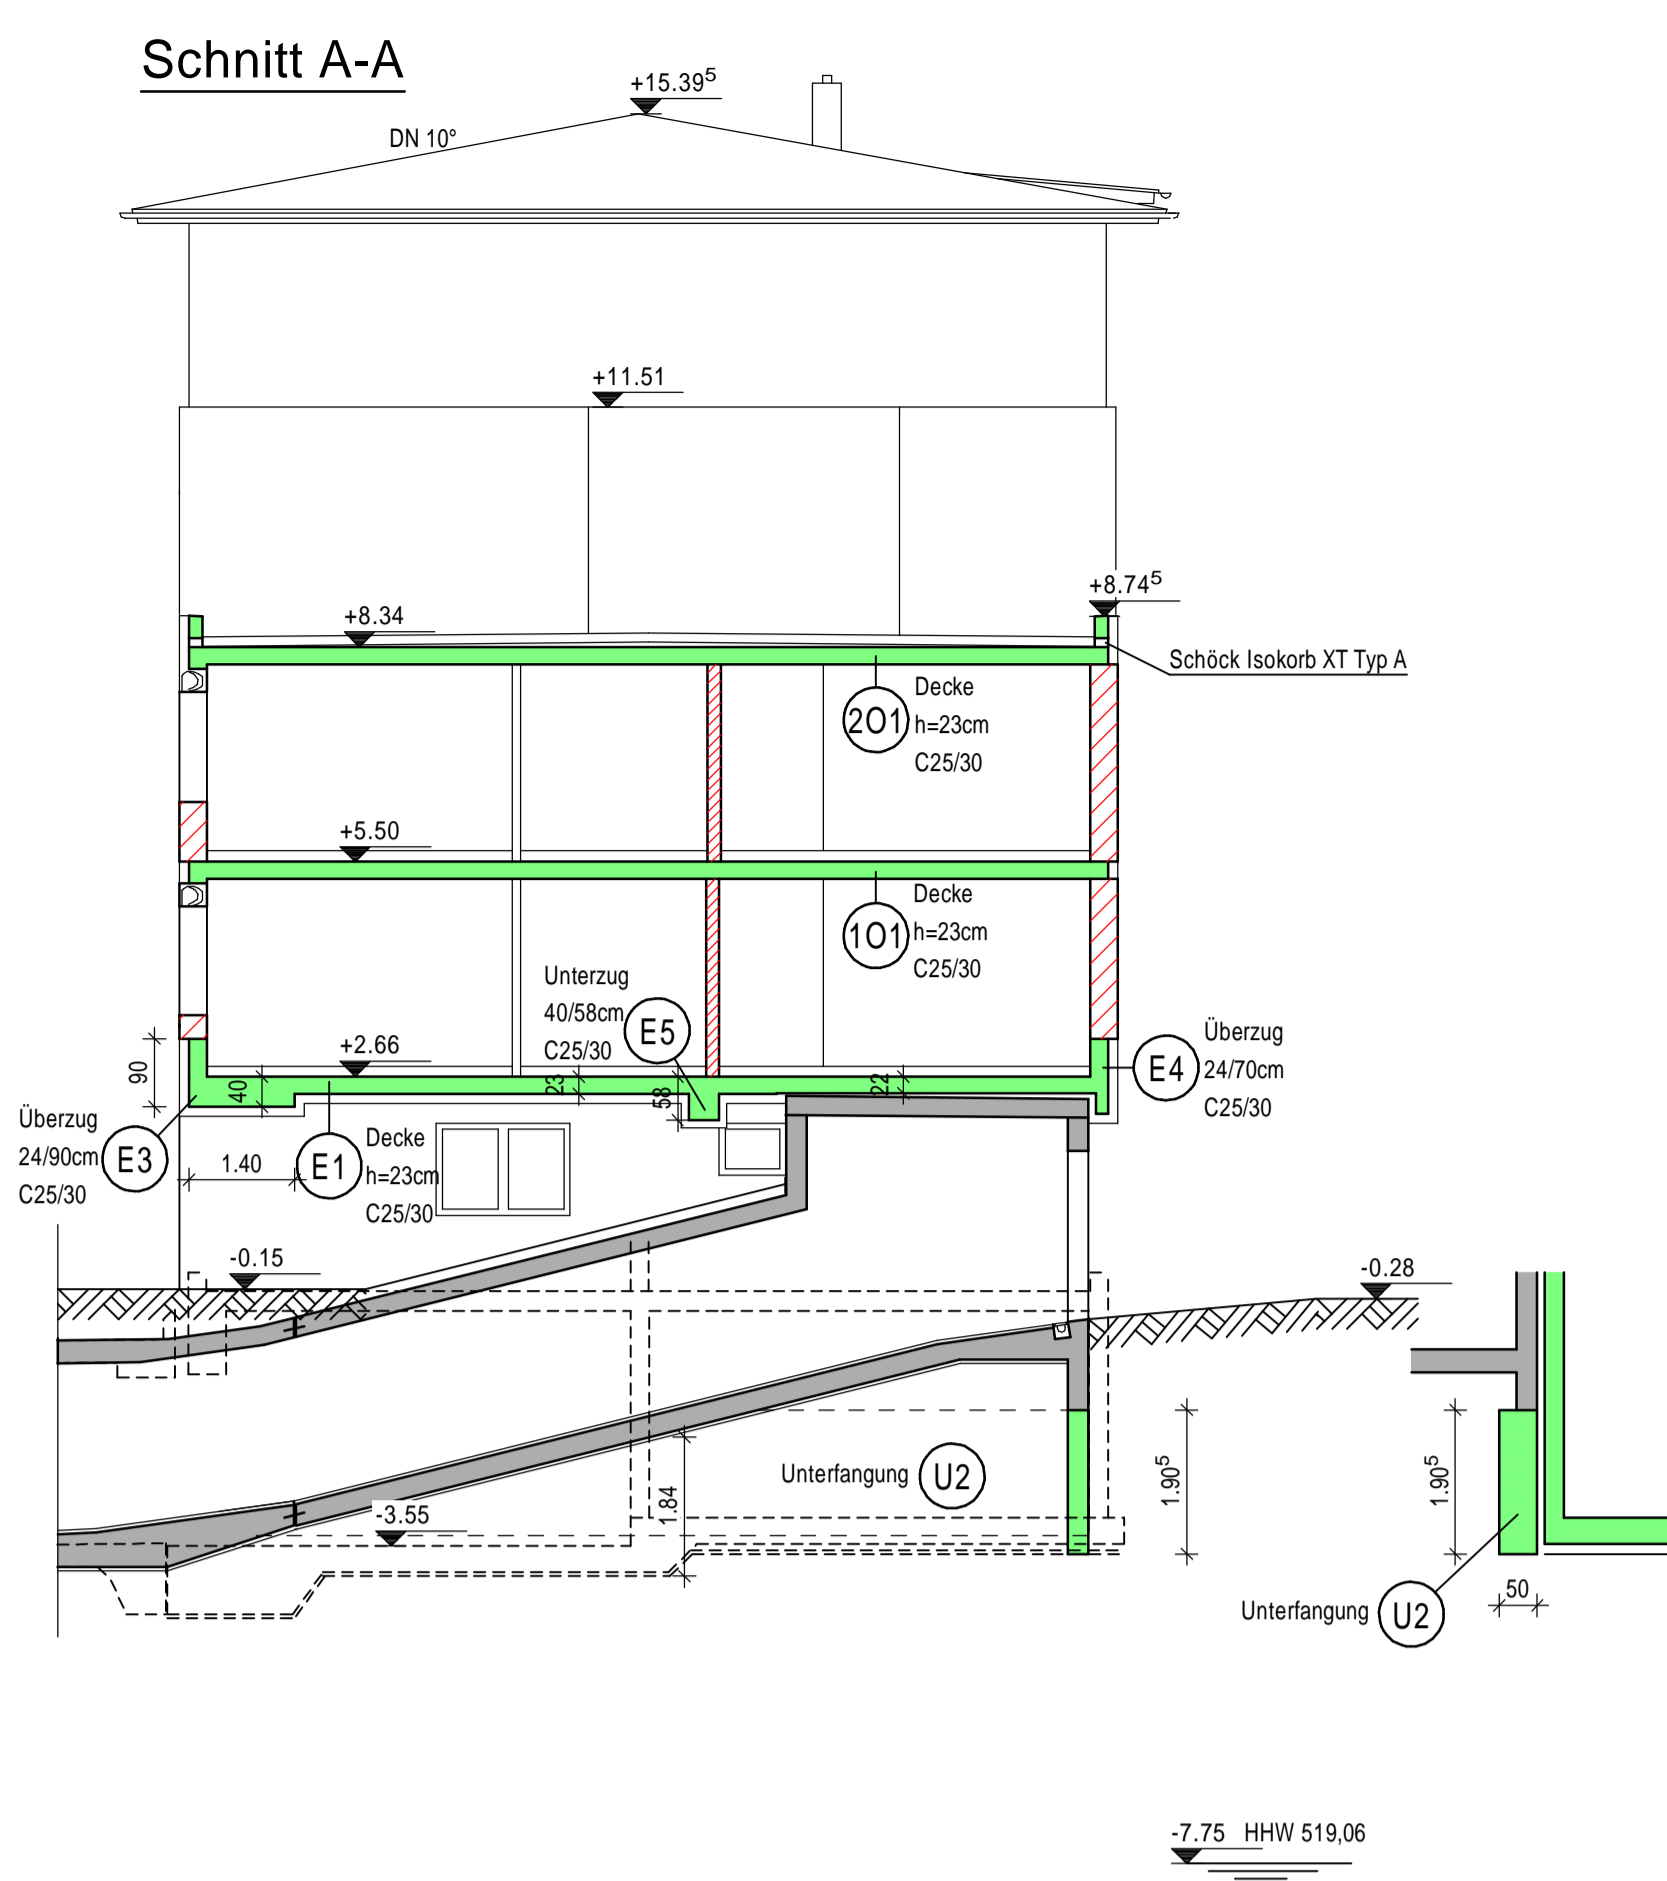 Schnitt A-A
+15.39⁵
DN 10°
+11.51
+8.74⁵
+8.34
Schöck Isokorb XT Typ A
2O1
Decke
h=23cm
C25/30
+5.50
1O1
Decke
h=23cm
C25/30
Unterzug
40/58cm
C25/30
E5
+2.66
90
40
23
58
22
E4
Überzug
24/70cm
C25/30
Überzug
24/90cm
C25/30
E3
1.40
E1
Decke
h=23cm
C25/30
-0.15
-0.28
-3.55
1.84
Unterfangung
U2
1.90⁵
1.90⁵
50
Unterfangung
U2
-7.75 HHW 519,06